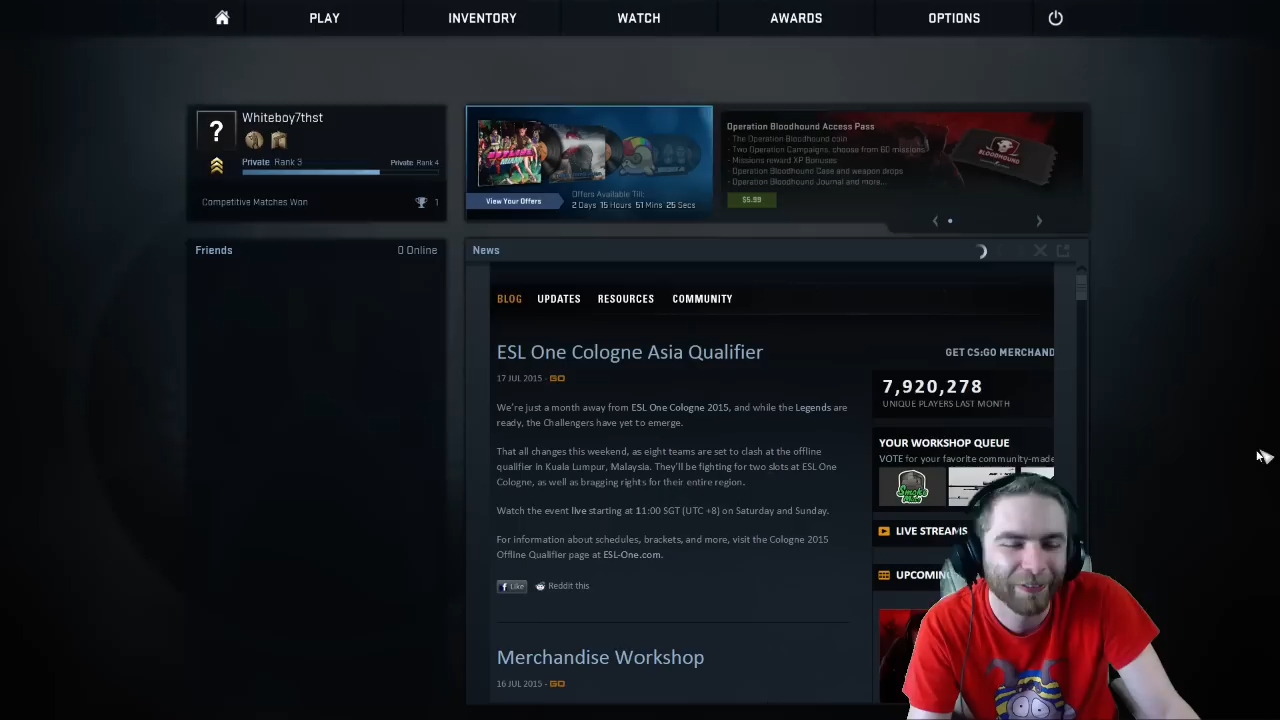 PLAY
INVENTORY
WATCH
AWARDS
OPTIONS
?
Whiteboy7thst
Private Rank 3
Private Rank 4
Competitive Matches Won
1
View Your Offers
Offers Available Till:
2 Days 15 Hours 51 Mins 25 Secs
Operation Bloodhound Access Pass
- The Operation Bloodhound coin
- Two Operation Campaigns, choose from 60 missions
- Missions reward XP Bonuses
- Operation Bloodhound Case and weapon drops
- Operation Bloodhound Journal and more...
$5.99
BLOODHOUND
Friends
0 Online
News
BLOG
UPDATES
RESOURCES
COMMUNITY
ESL One Cologne Asia Qualifier
17 JUL 2015 - GO
We're just a month away from ESL One Cologne 2015, and while the Legends are
ready, the Challengers have yet to emerge.
That all changes this weekend, as eight teams are set to clash at the offline
qualifier in Kuala Lumpur, Malaysia. They'll be fighting for two slots at ESL One
Cologne, as well as bragging rights for their entire region.
Watch the event live starting at 11:00 SGT (UTC +8) on Saturday and Sunday.
For information about schedules, brackets, and more, visit the Cologne 2015
Offline Qualifier page at ESL-One.com.
Like
Reddit this
Merchandise Workshop
16 JUL 2015 - GO
GET CS:GO MERCHAND
7,920,278
UNIQUE PLAYERS LAST MONTH
YOUR WORKSHOP QUEUE
VOTE for your favorite community-made
LIVE STREAMS
UPCOMING